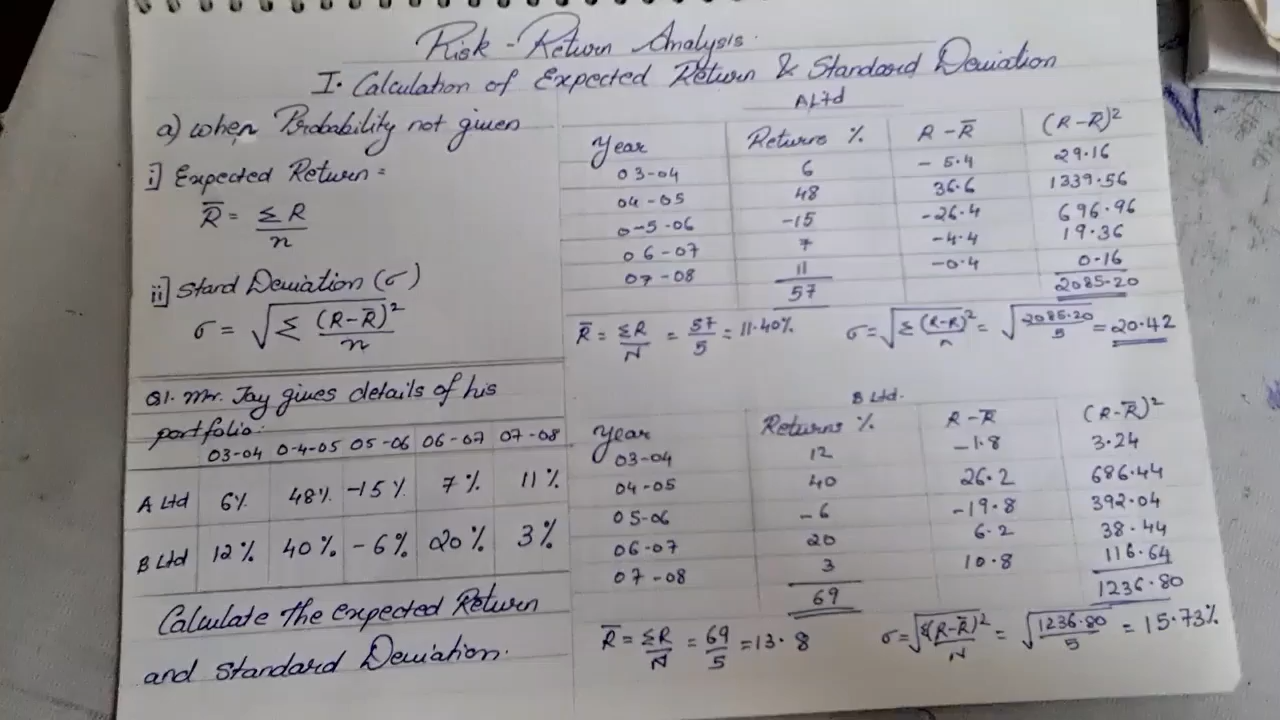 Risk - Return Analysis.
I. Calculation of Expected Return & Standard Deviation
a) when Probability not given
i] Expected Return =
R̅ = ΣR / n
ii] Stard Deviation (σ)
σ = √Σ (R-R̅)² / n
Q1. Mr. Jay gives details of his
portfolio:
03-04 0-4-05 05-06 06-07 07-08
A Ltd 6% 48% -15% 7% 11%
B Ltd 12% 40% -6% 20% 3%
Calculate the expected Return
and Standard Deviation.
A Ltd
Year Returns % R-R̅ (R-R̅)²
03-04 6 -5.4 29.16
04-05 48 36.6 1339.56
0-5-06 -15 -26.4 696.96
06-07 7 -4.4 19.36
07-08 11 -0.4 0.16
57 2085.20
R̅ = ΣR / N = 57 / 5 = 11.40% σ = √Σ (R-R̅)² / n = √2085.20 / 5 = 20.42
B Ltd.
Year Returns % R-R̅ (R-R̅)²
03-04 12 -1.8 3.24
04-05 40 26.2 686.44
05-06 -6 -19.8 392.04
06-07 20 6.2 38.44
07-08 3 10.8 116.64
69 1236.80
R̅ = ΣR / N = 69 / 5 = 13.8 σ = √Σ(R-R̅)² / N = √1236.80 / 5 = 15.73%